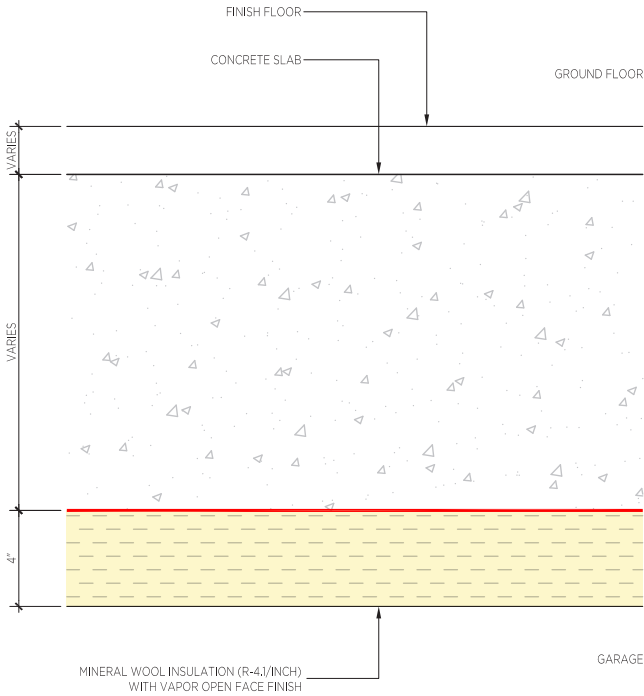 FINISH FLOOR
CONCRETE SLAB
GROUND FLOOR
VARIES
VARIES
4"
GARAGE
MINERAL WOOL INSULATION (R-4.1/INCH)
WITH VAPOR OPEN FACE FINISH